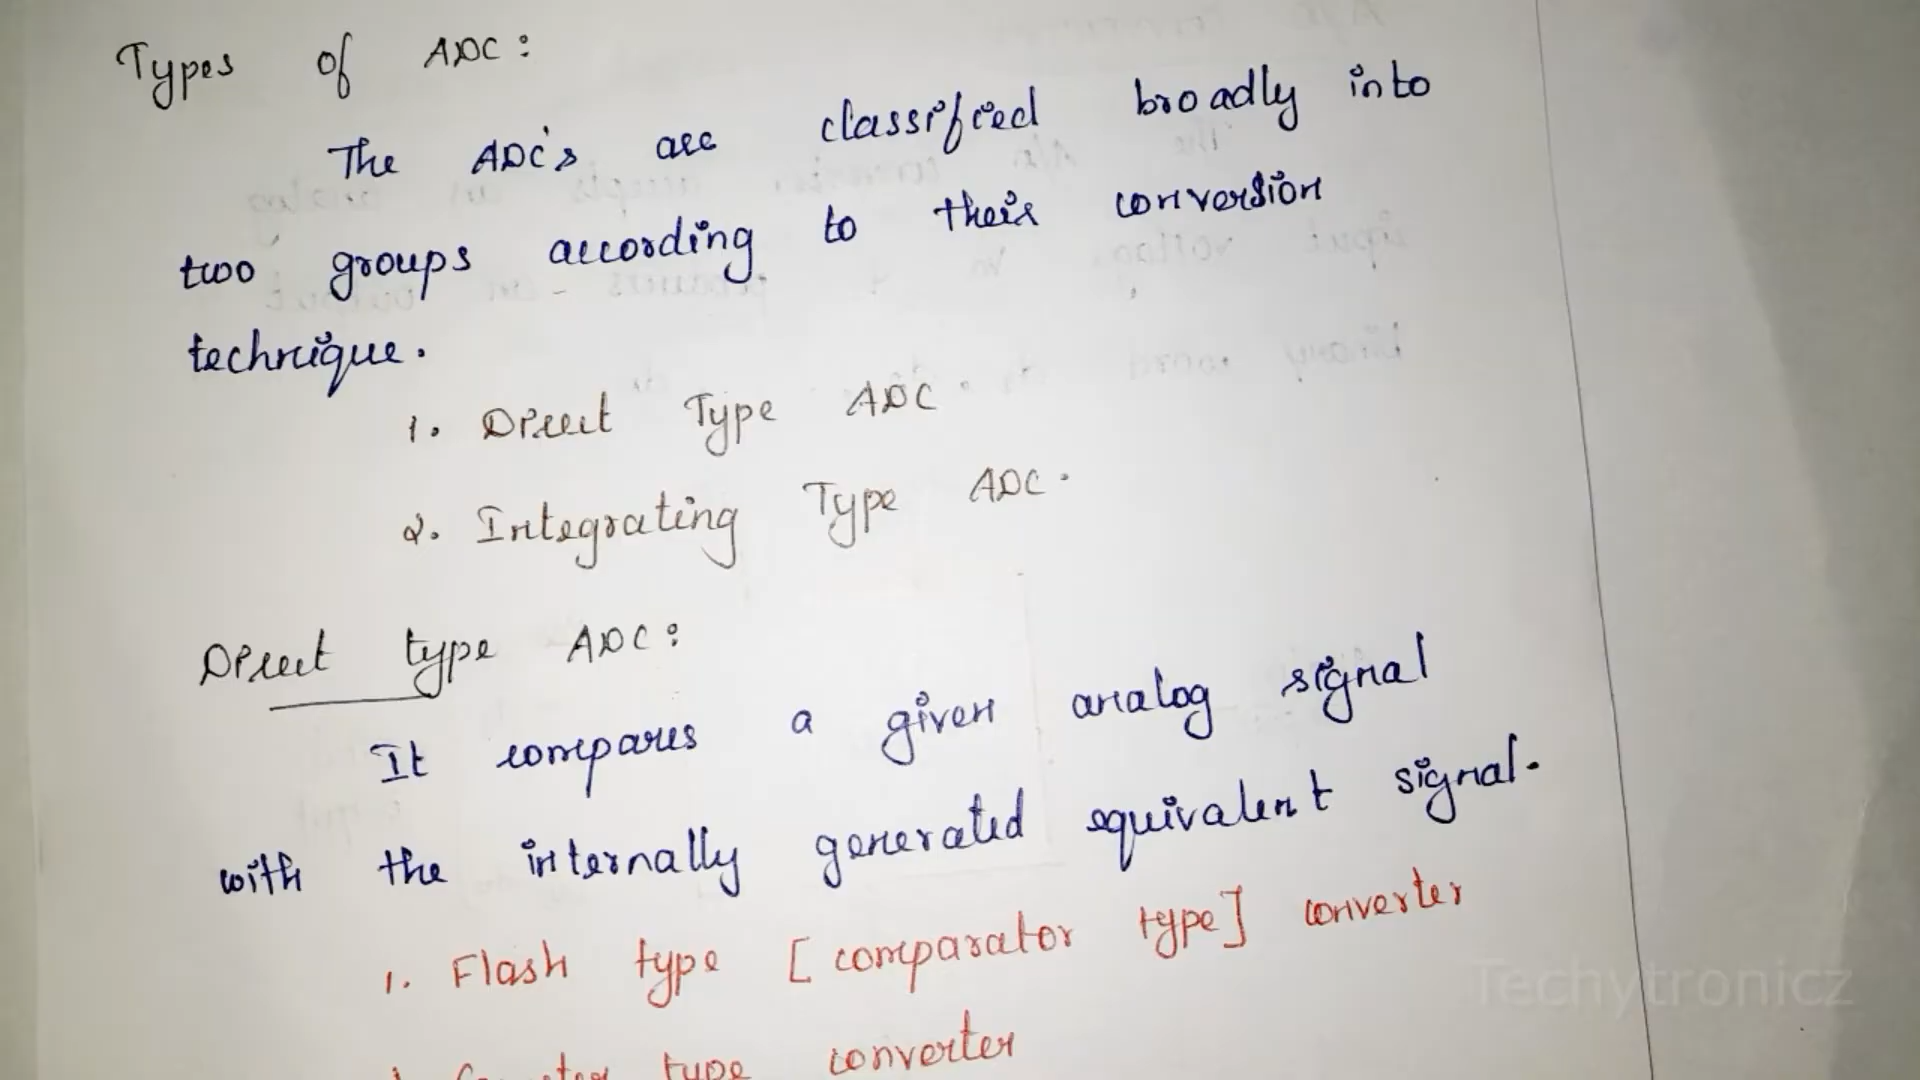 Types of ADC:
The ADC's are classified broadly into
two groups according to their conversion
technique.
1. Direct Type ADC
2. Integrating Type ADC.
Direct type ADC:
It compares a given analog signal
with the internally generated equivalent signal.
1. Flash type [comparator type] converter
Counter type converter
Techytronicz